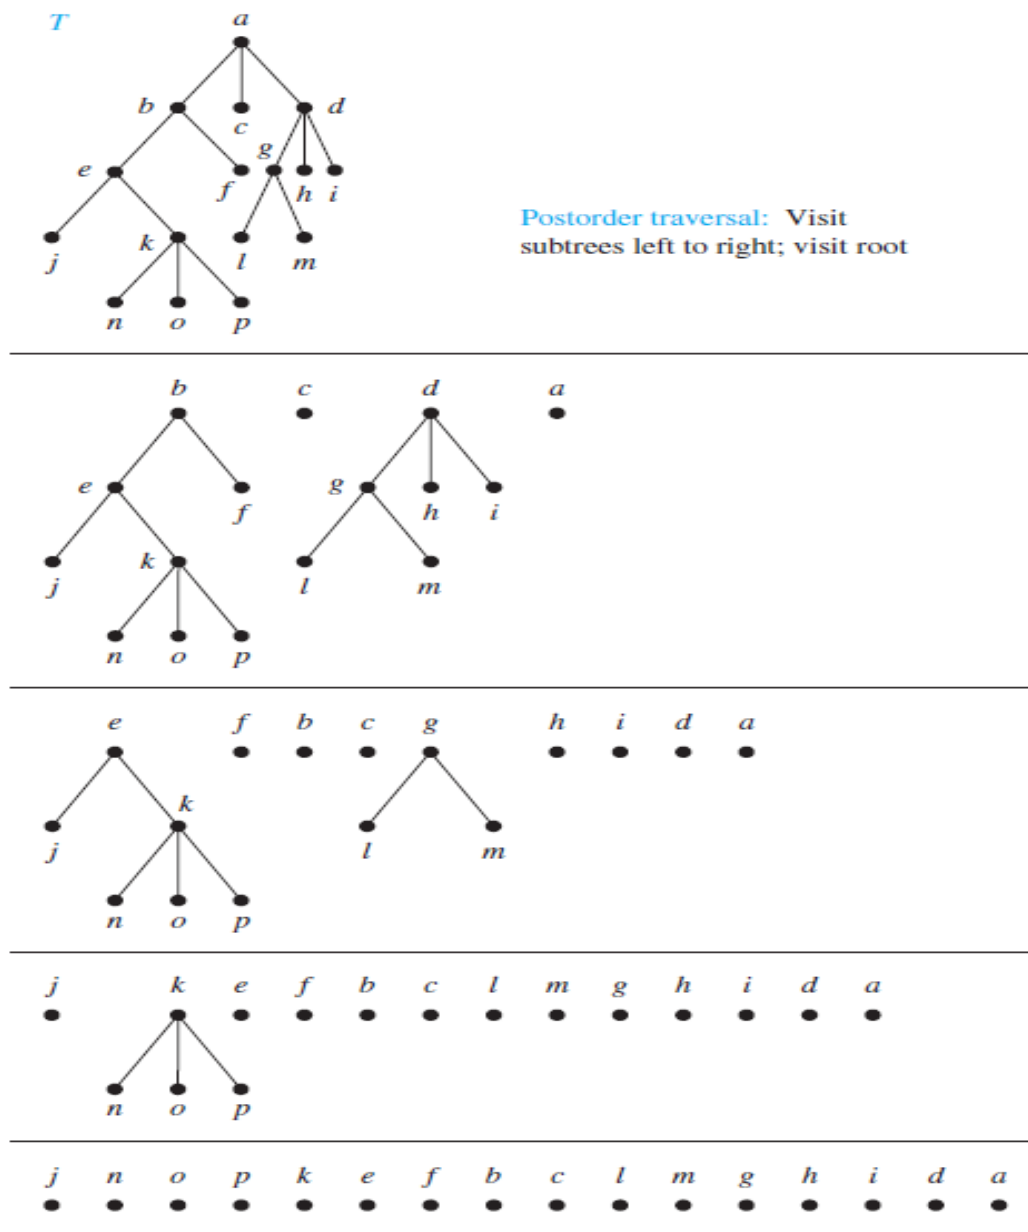 T a
b c d
e f g h i
Postorder traversal: Visit
subtrees left to right; visit root
j k l m
n o p
b c d a
e f g h i
j k l m
n o p
e f b c g h i d a
k
j l m
n o p
j k e f b c l m g h i d a
n o p
j n o p k e f b c l m g h i d a